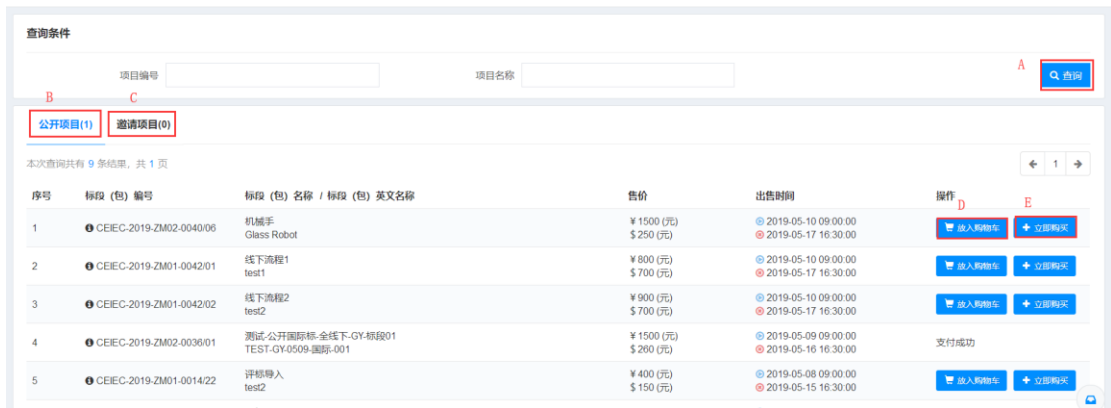 查询条件
项目编号
项目名称
A
查询
B
C
公开项目(1)
邀请项目(0)
本次查询共有 9 条结果，共 1 页
1
序号 标段（包）编号 标段（包）名称 / 标段（包）英文名称 售价 出售时间 操作
D
E
1 CEIEC-2019-ZM02-0040/06 机械手 ¥1500 (元) 2019-05-10 09:00:00 放入购物车 立即购买
Glass Robot $250 (元) 2019-05-17 16:30:00
2 CEIEC-2019-ZM01-0042/01 线下流程1 ¥800 (元) 2019-05-10 09:00:00 放入购物车 立即购买
test1 $700 (元) 2019-05-17 16:30:00
3 CEIEC-2019-ZM01-0042/02 线下流程2 ¥900 (元) 2019-05-10 09:00:00 放入购物车 立即购买
test2 $700 (元) 2019-05-17 16:30:00
4 CEIEC-2019-ZM02-0036/01 测试-公开国际标-全线下-GY-标段01 ¥1500 (元) 2019-05-09 09:00:00 支付成功
TEST-GY-0509-国际-001 $260 (元) 2019-05-16 16:30:00
5 CEIEC-2019-ZM01-0014/22 评标导入 ¥400 (元) 2019-05-08 09:00:00 放入购物车 立即购买
test2 $150 (元) 2019-05-15 16:30:00